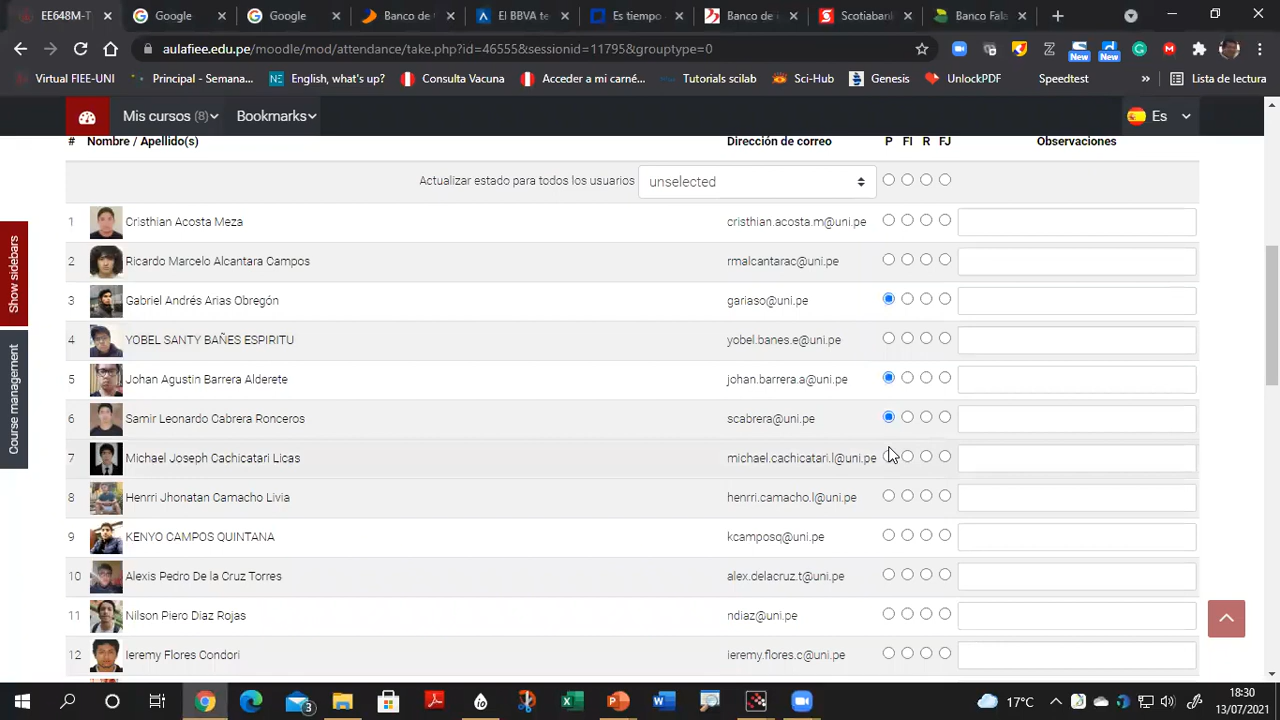 EE648M-T
Google
Google
Banco de
El BBVA
Es tiempo
Banco de
Scotiabank
Banco Fala
aulafiee.edu.pe/moodle/mod/attendance/take.php?id=46555&sessionid=11795&grouptype=0
New
New
Virtual FIEE-UNI
Principal - Semana...
English, what's up?
Consulta Vacuna
Acceder a mi carné...
Tutorials scilab
Sci-Hub
Genesis
UnlockPDF
Speedtest
»
Lista de lectura
Mis cursos (8)
Bookmarks
Es
# Nombre / Apellido(s) Dirección de correo P FI R FJ Observaciones
Actualizar estado para todos los usuarios unselected
1 Cristhian Acosta Meza cristhian.acosta.m@uni.pe
2 Ricardo Marcelo Alcantara Campos rmalcantarac@uni.pe
3 Gabriel Andrés Arias Obregon gariaso@uni.pe
4 YOBEL SANTY BAÑES ESPIRITU yobel.banes.e@uni.pe
5 Johan Agustin Barrera Alderete johan.barrera.a@uni.pe
6 Samir Leonardo Cabrera Romceros scabrera@uni.pe
7 Michael Joseph Cachicatari Licas michael.cachicatari.l@uni.pe
8 Henrri Jhonatan Camacho Livia henrri.camacho.l@uni.pe
9 KENYO CAMPOS QUINTANA kcamposq@uni.pe
10 Alexis Pedro De la Cruz Torres alex.delacruz.t@uni.pe
11 Nilson Piero Diaz Rojas ndiaz@uni.pe
12 Ieremy Flores Condori ieremy.flores.c@uni.pe
Show sidebars
Course management
3
17°C
18:30
13/07/2021